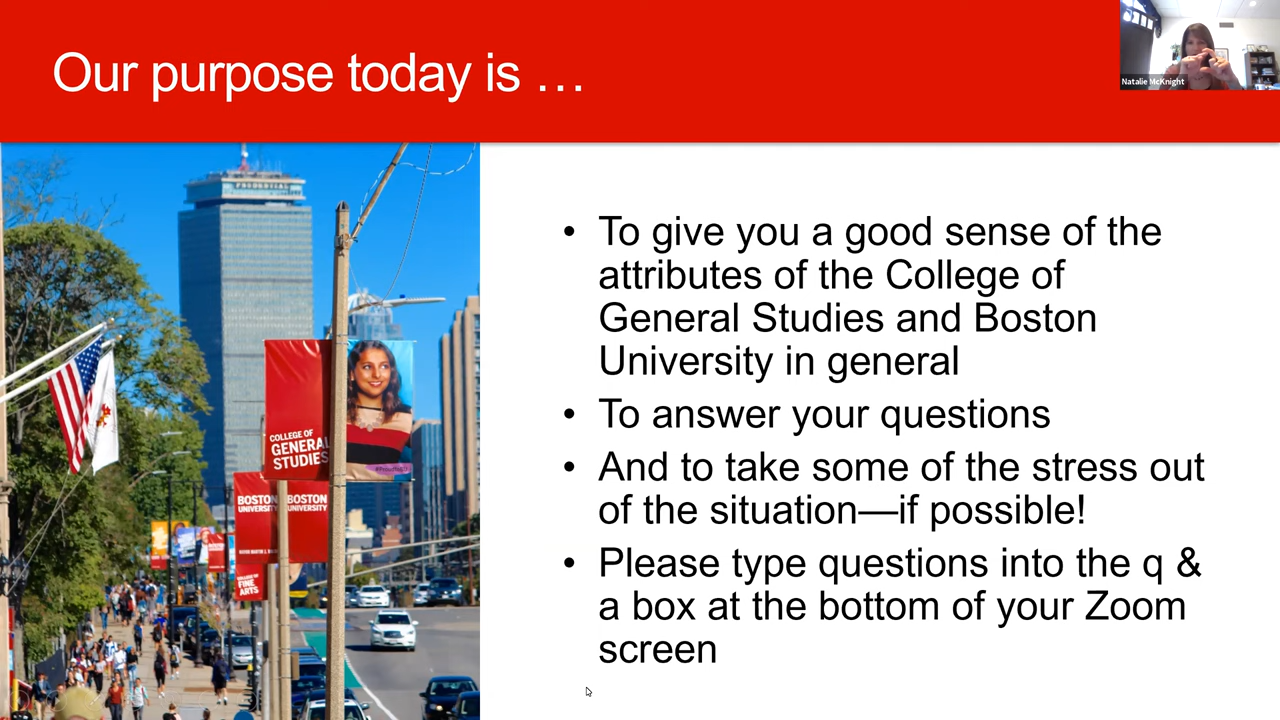 Our purpose today is …
Natalie McKnight
• To give you a good sense of the
attributes of the College of
General Studies and Boston
University in general
• To answer your questions
• And to take some of the stress out
of the situation—if possible!
• Please type questions into the q &
a box at the bottom of your Zoom
screen
PRUDENTIAL
COLLEGE OF
GENERAL
STUDIES
BOSTON
UNIVERSITY
BOSTON
UNIVERSITY
COLLEGE OF
FINE
ARTS